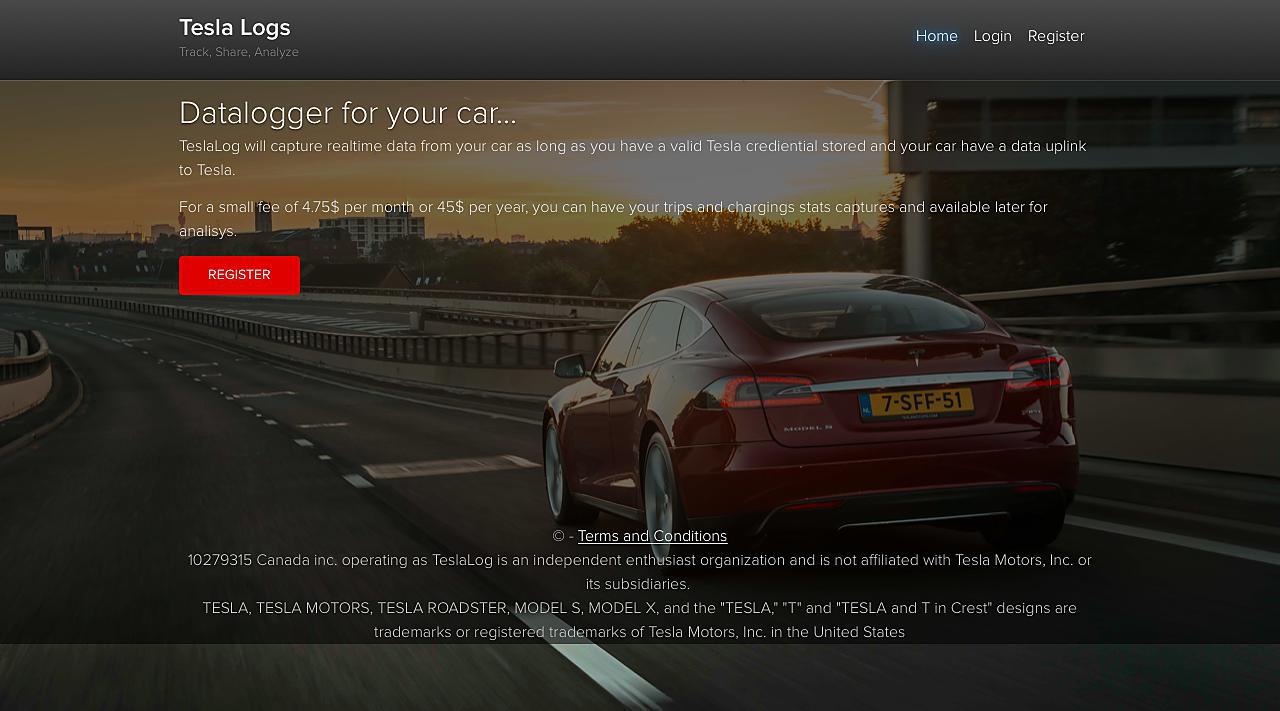 Tesla Logs
Track, Share, Analyze
Home Login Register
Datalogger for your car...
TeslaLog will capture realtime data from your car as long as you have a valid Tesla crediential stored and your car have a data uplink
to Tesla.
For a small fee of 4.75$ per month or 45$ per year, you can have your trips and chargings stats captures and available later for
analisys.
REGISTER
7-SFF-51
NL
MODEL S
© - Terms and Conditions
10279315 Canada inc. operating as TeslaLog is an independent enthusiast organization and is not affiliated with Tesla Motors, Inc. or
its subsidiaries.
TESLA, TESLA MOTORS, TESLA ROADSTER, MODEL S, MODEL X, and the "TESLA," "T" and "TESLA and T in Crest" designs are
trademarks or registered trademarks of Tesla Motors, Inc. in the United States